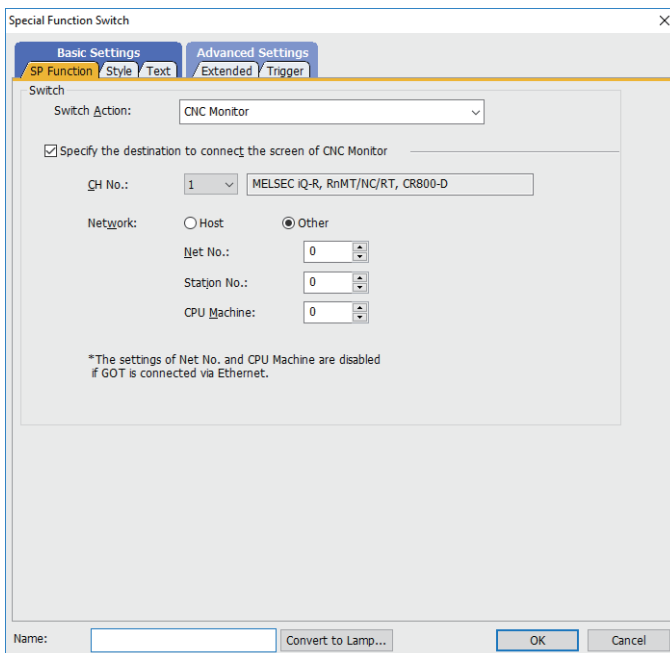 Special Function Switch
Basic Settings
Advanced Settings
SP Function
Style
Text
Extended
Trigger
Switch
Switch Action:
CNC Monitor
Specify the destination to connect the screen of CNC Monitor
CH No.:
1
MELSEC iQ-R, RnMT/NC/RT, CR800-D
Network:
Host
Other
Net No.:
0
Station No.:
0
CPU Machine:
0
*The settings of Net No. and CPU Machine are disabled
if GOT is connected via Ethernet.
Name:
Convert to Lamp...
OK
Cancel